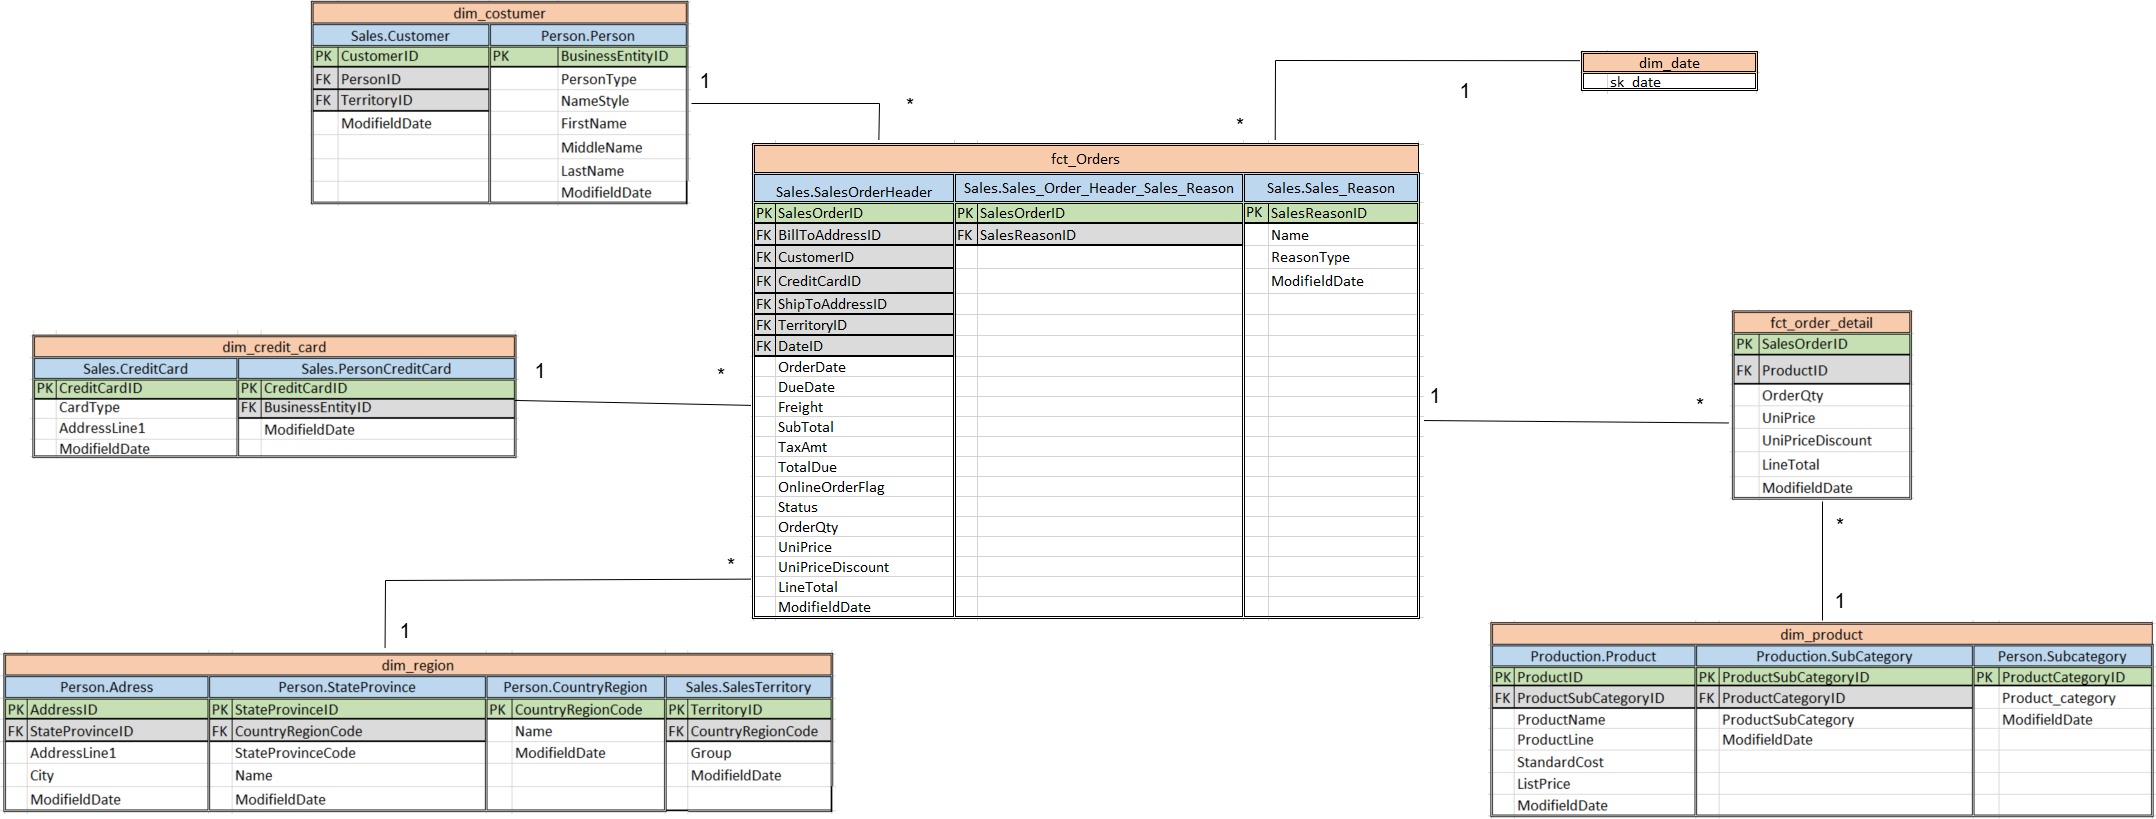 dim_costumer
Sales.Customer Person.Person
PK CustomerID PK BusinessEntityID
FK PersonID PersonType
FK TerritoryID NameStyle
ModifieldDate FirstName
MiddleName
LastName
ModifieldDate
1
*
dim_date
sk_date
1
*
fct_Orders
Sales.SalesOrderHeader Sales.Sales_Order_Header_Sales_Reason Sales.Sales_Reason
PK SalesOrderID PK SalesOrderID PK SalesReasonID
FK BillToAddressID FK SalesReasonID Name
FK CustomerID ReasonType
FK CreditCardID ModifieldDate
FK ShipToAddressID
FK TerritoryID
FK DateID
OrderDate
DueDate
Freight
SubTotal
TaxAmt
TotalDue
OnlineOrderFlag
Status
OrderQty
UniPrice
UniPriceDiscount
LineTotal
ModifieldDate
dim_credit_card
Sales.CreditCard Sales.PersonCreditCard
PK CreditCardID PK CreditCardID
CardType FK BusinessEntityID
AddressLine1 ModifieldDate
ModifieldDate
1
*
fct_order_detail
PK SalesOrderID
FK ProductID
OrderQty
UniPrice
UniPriceDiscount
LineTotal
ModifieldDate
1
*
*
1
*
1
dim_region
Person.Adress Person.StateProvince Person.CountryRegion Sales.SalesTerritory
PK AddressID PK StateProvinceID PK CountryRegionCode PK TerritoryID
FK StateProvinceID FK CountryRegionCode Name FK CountryRegionCode
AddressLine1 StateProvinceCode ModifieldDate Group
City Name ModifieldDate
ModifieldDate ModifieldDate
dim_product
Production.Product Production.SubCategory Person.Subcategory
PK ProductID PK ProductSubCategoryID PK ProductCategoryID
FK ProductSubCategoryID FK ProductCategoryID Product_category
ProductName ProductSubCategory ModifieldDate
ProductLine ModifieldDate
StandardCost
ListPrice
ModifieldDate